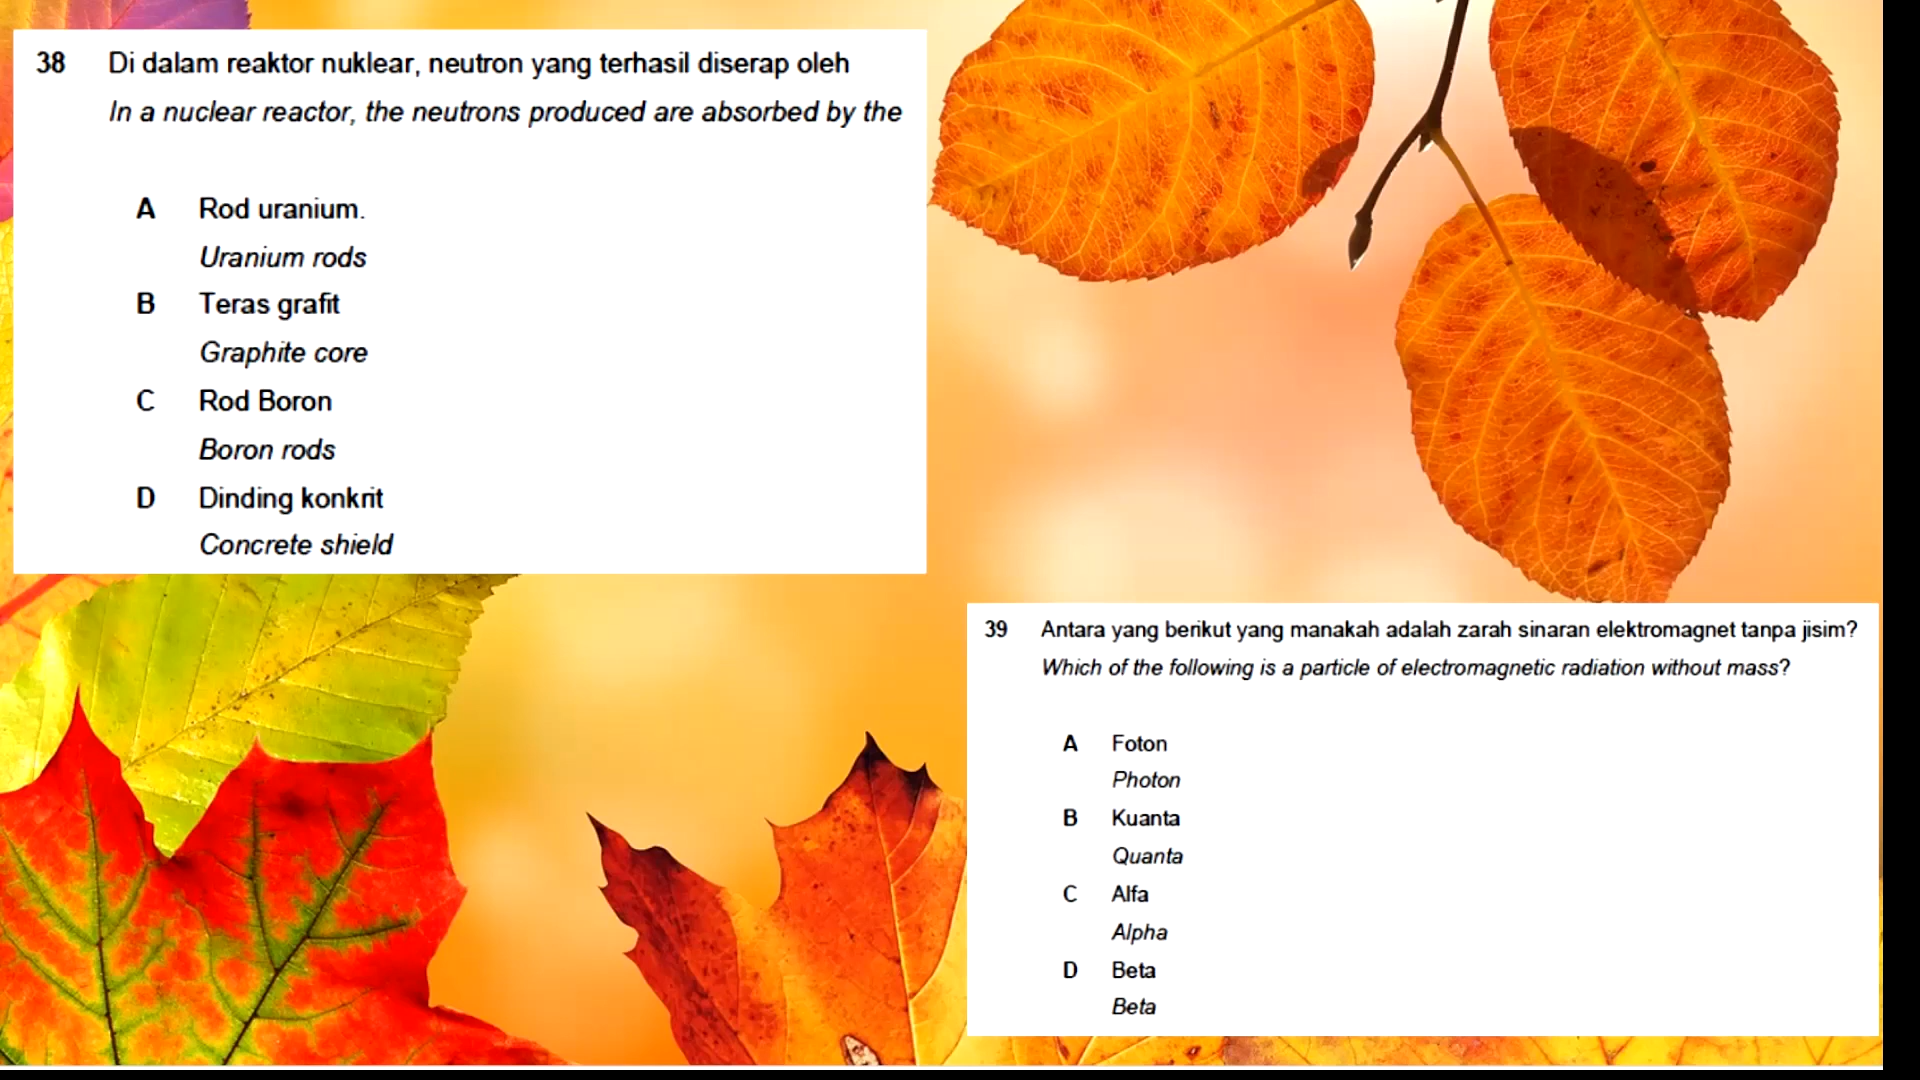 38 Di dalam reaktor nuklear, neutron yang terhasil diserap oleh
In a nuclear reactor, the neutrons produced are absorbed by the
A Rod uranium.
Uranium rods
B Teras grafit
Graphite core
C Rod Boron
Boron rods
D Dinding konkrit
Concrete shield
39 Antara yang berikut yang manakah adalah zarah sinaran elektromagnet tanpa jisim?
Which of the following is a particle of electromagnetic radiation without mass?
A Foton
Photon
B Kuanta
Quanta
C Alfa
Alpha
D Beta
Beta